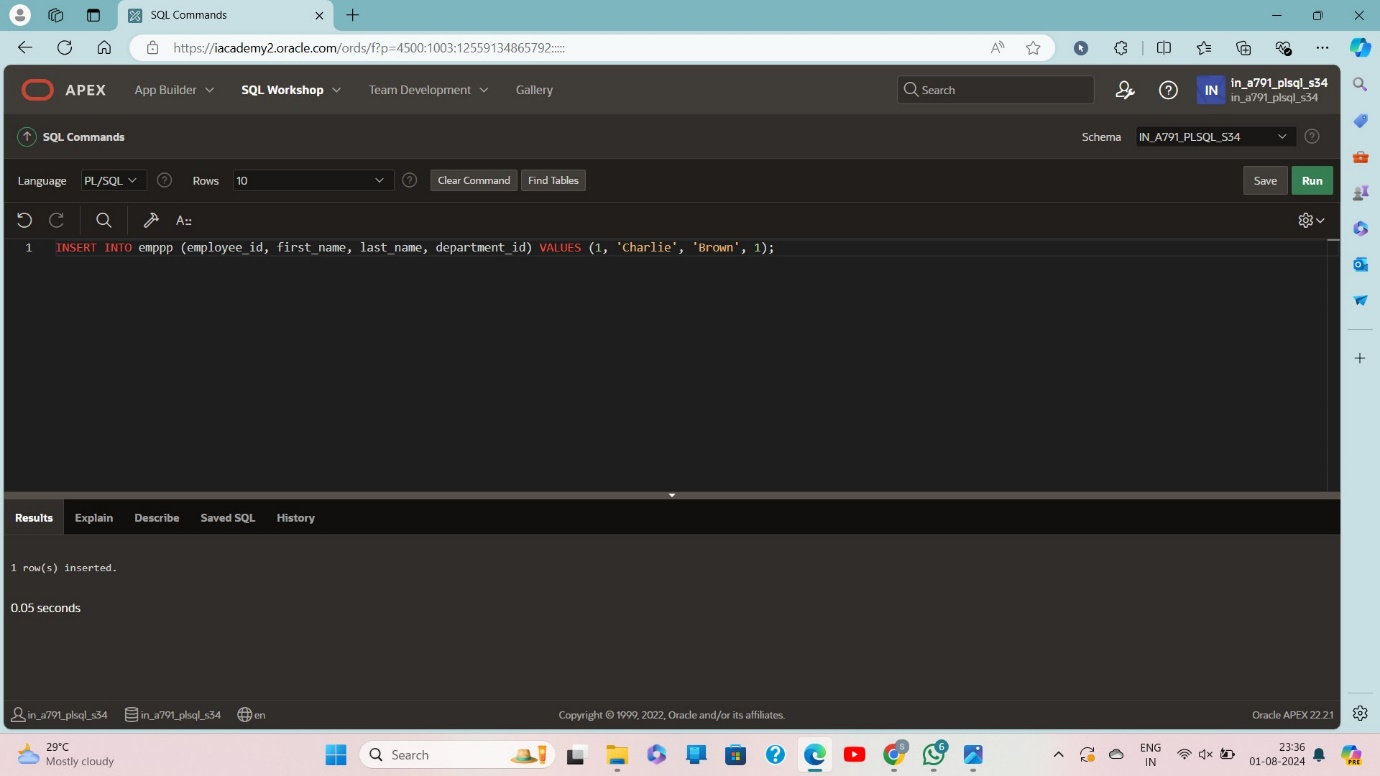 SQL Commands
https://iacademy2.oracle.com/ords/f?p=4500:1003:12559134865792:::::
APEX App Builder SQL Workshop Team Development Gallery Search IN in_a791_plsql_s34
in_a791_plsql_s34
SQL Commands Schema IN_A791_PLSQL_S34
Language PL/SQL Rows 10 Clear Command Find Tables Save Run
A::
1 INSERT INTO emppp (employee_id, first_name, last_name, department_id) VALUES (1, 'Charlie', 'Brown', 1);
Results Explain Describe Saved SQL History
1 row(s) inserted.
0.05 seconds
in_a791_plsql_s34 in_a791_plsql_s34 en Copyright © 1999, 2022, Oracle and/or its affiliates. Oracle APEX 22.2.1
29°C
Mostly cloudy
Search
S
6
ENG
IN
23:36
01-08-2024
PRE